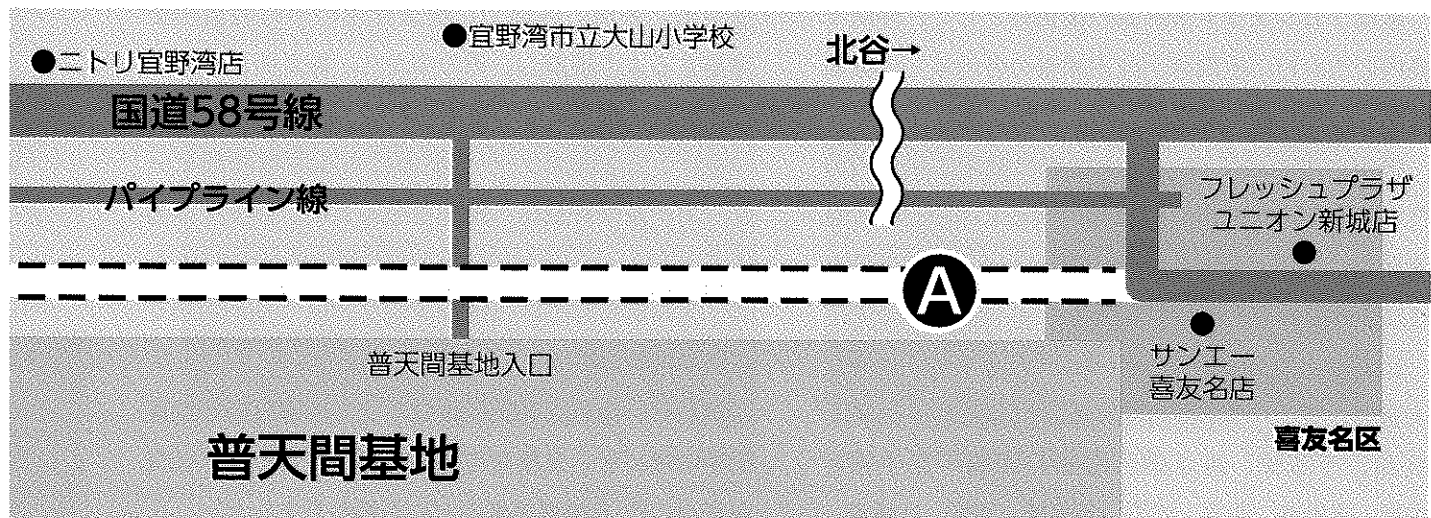 ●宜野湾市立大山小学校
●ニトリ宜野湾店
北谷→
国道58号線
パイプライン線
フレッシュプラザ
ユニオン新城店
A
普天間基地入口
サンエー
喜友名店
喜友名区
普天間基地